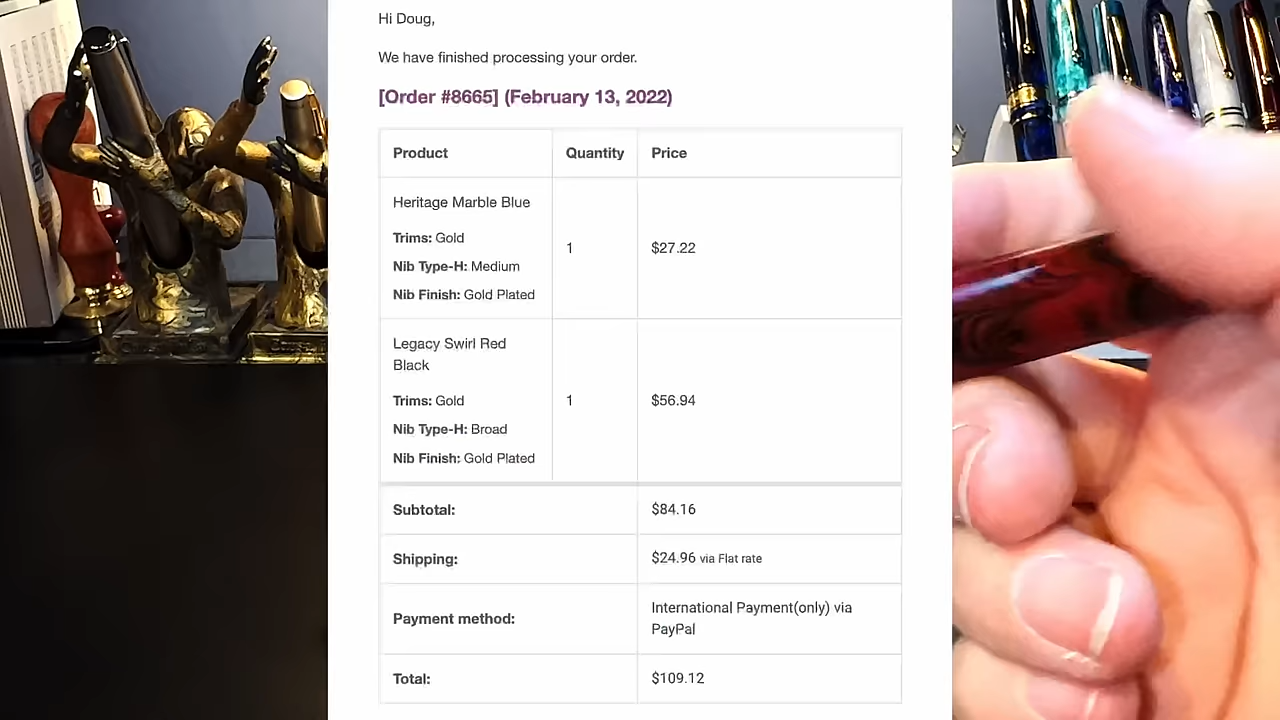 Hi Doug,
We have finished processing your order.
[Order #8665] (February 13, 2022)
Product Quantity Price
Heritage Marble Blue
Trims: Gold
Nib Type-H: Medium
Nib Finish: Gold Plated
1
$27.22
Legacy Swirl Red
Black
Trims: Gold
Nib Type-H: Broad
Nib Finish: Gold Plated
1
$56.94
Subtotal: $84.16
Shipping: $24.96 via Flat rate
Payment method: International Payment(only) via
PayPal
Total: $109.12